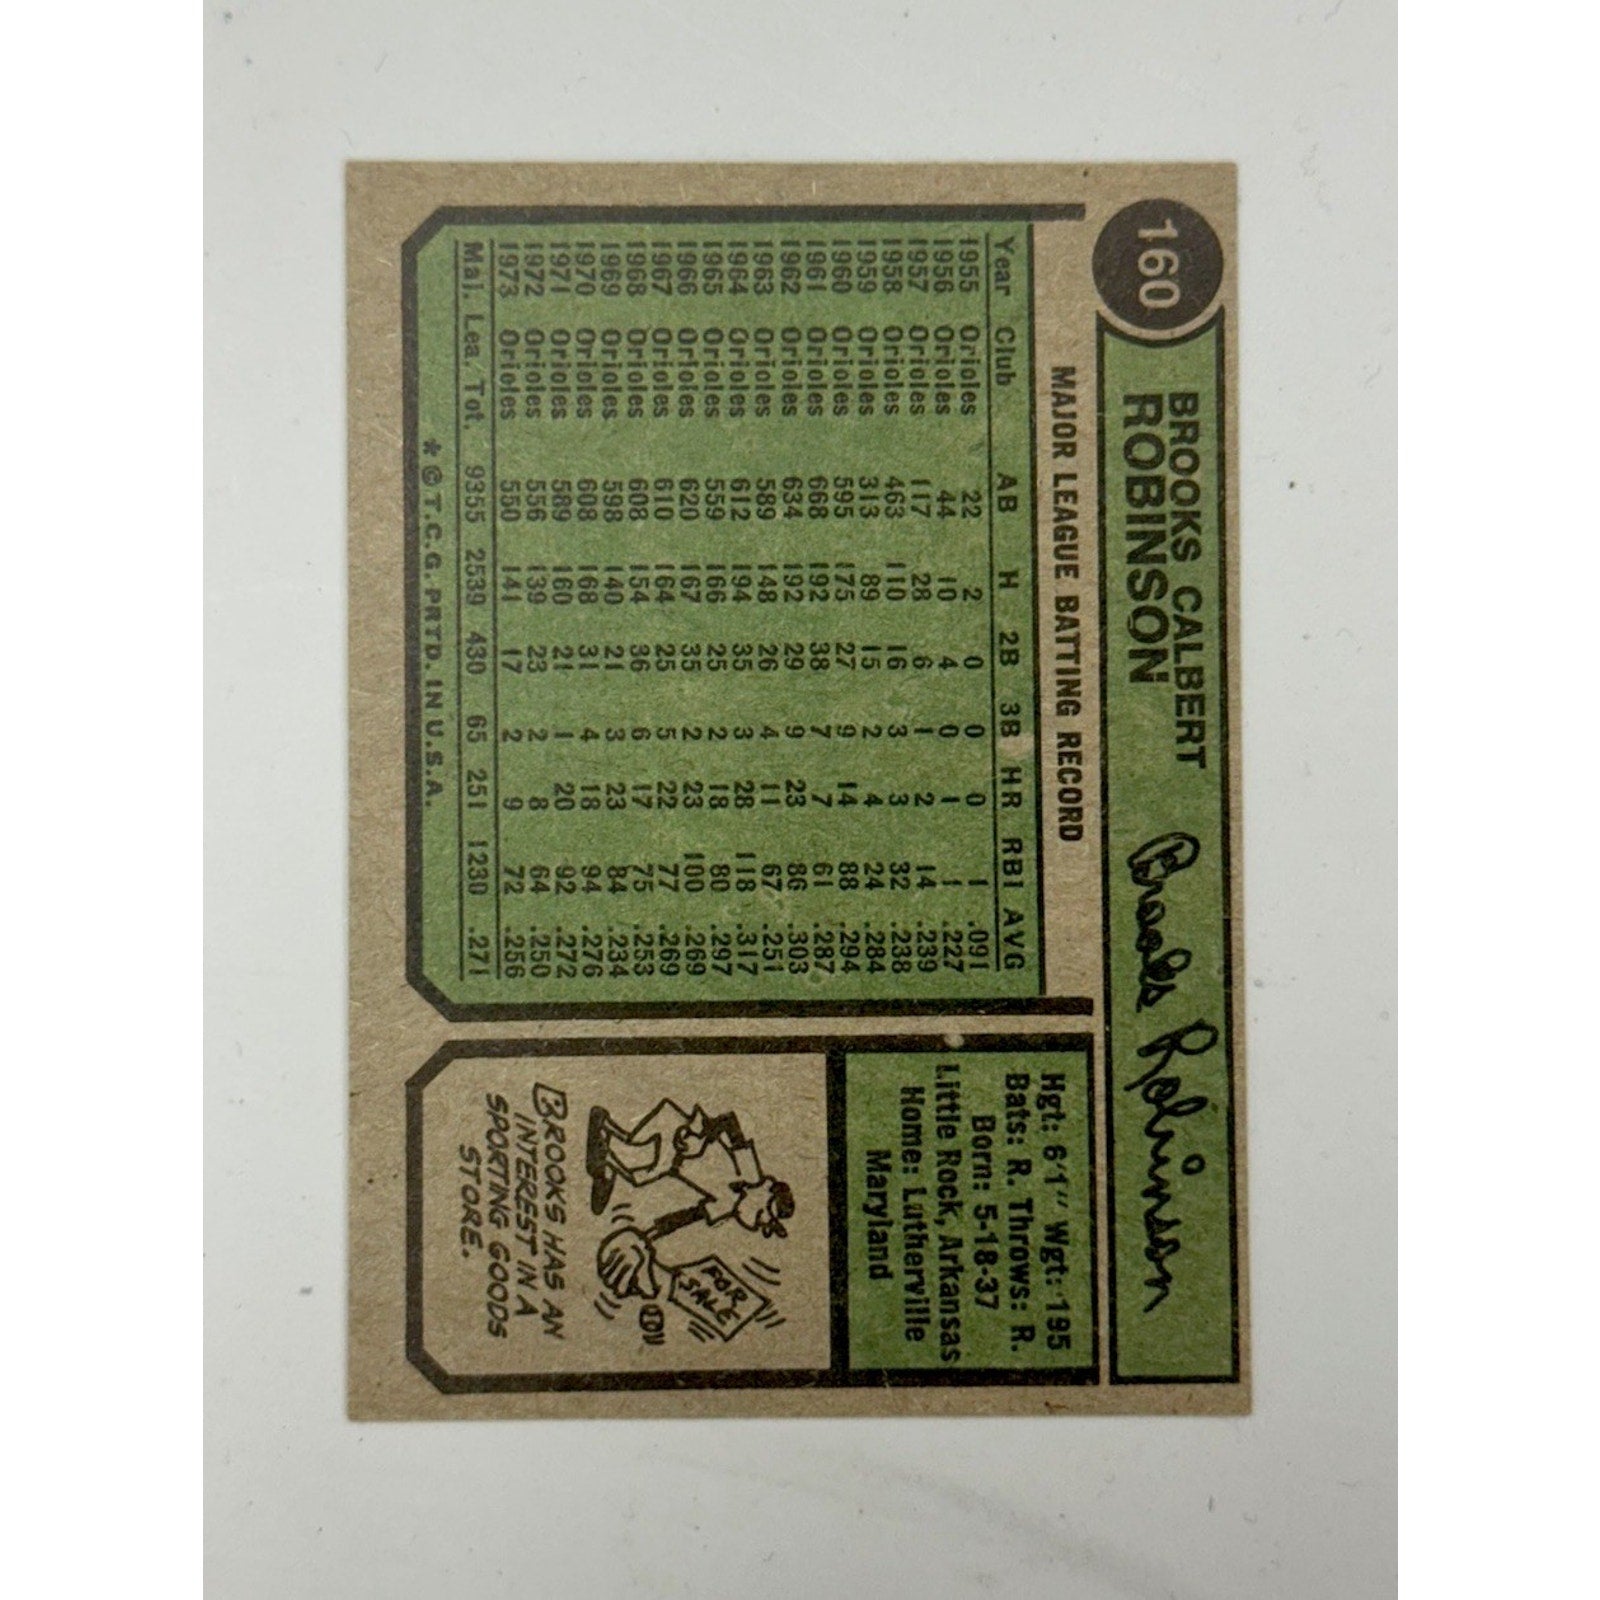 160
BROOKS CALBERT
ROBINSON
Brooks Robinson
MAJOR LEAGUE BATTING RECORD
Year Club AB H 2B 3B HR RBI AVG
1955 Orioles 22 2 0 0 0 1 .091
1956 Orioles 44 10 4 0 1 1 .227
1957 Orioles 117 28 6 1 2 14 .239
1958 Orioles 463 110 16 3 3 32 .238
1959 Orioles 313 89 15 2 4 24 .284
1960 Orioles 595 175 27 9 14 88 .294
1961 Orioles 668 192 38 7 7 61 .287
1962 Orioles 634 192 29 9 23 86 .303
1963 Orioles 589 148 26 4 11 67 .251
1964 Orioles 612 194 35 3 28 118 .317
1965 Orioles 559 166 25 2 18 80 .297
1966 Orioles 620 167 35 2 23 100 .269
1967 Orioles 610 164 25 5 22 77 .269
1968 Orioles 608 154 36 6 17 75 .253
1969 Orioles 598 140 21 3 23 84 .234
1970 Orioles 608 168 31 4 18 94 .276
1971 Orioles 589 160 21 1 20 92 .272
1972 Orioles 556 139 23 2 8 64 .250
1973 Orioles 550 141 17 2 9 72 .256
Maj. Lea. Tot. 9355 2539 430 65 251 1230 .271
*©T.C.G. PRTD. IN U.S.A.
Hgt: 6'1" Wgt: 195
Bats: R. Throws: R.
Born: 5-18-37
Little Rock, Arkansas
Home: Lutherville
Maryland
FOR
SALE
BROOKS HAS AN
INTEREST IN A
SPORTING GOODS
STORE.